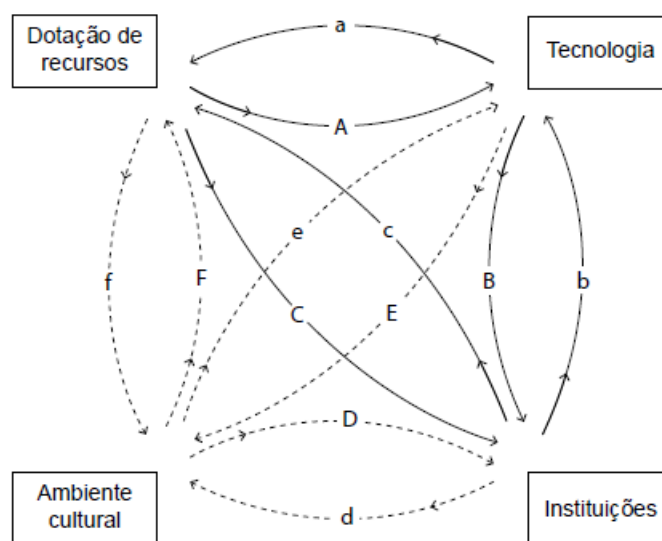 Dotação de
recursos
a
Tecnologia
A
e
c
f
F
B
b
C
E
D
Ambiente
cultural
d
Instituições